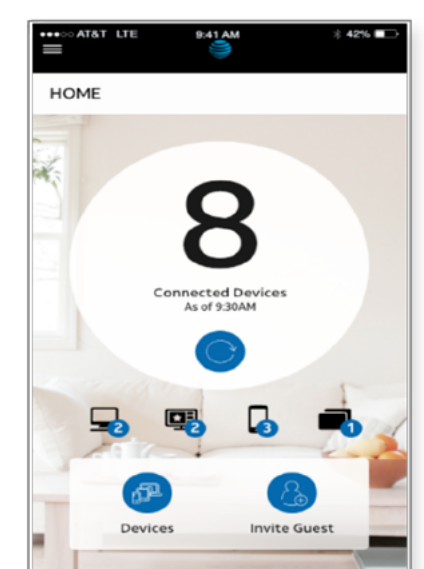 AT&T LTE 9:41 AM 42%
HOME
8
Connected Devices
As of 9:30AM
2 2 3 1
Devices Invite Guest